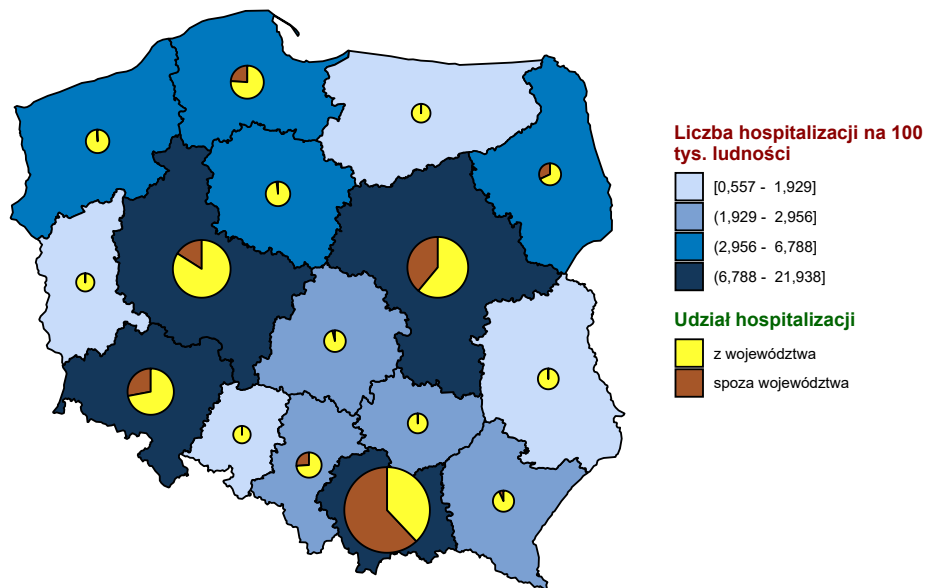 Liczba hospitalizacji na 100
tys. ludności
[0,557 - 1,929]
(1,929 - 2,956]
(2,956 - 6,788]
(6,788 - 21,938]
Udział hospitalizacji
z województwa
spoza województwa